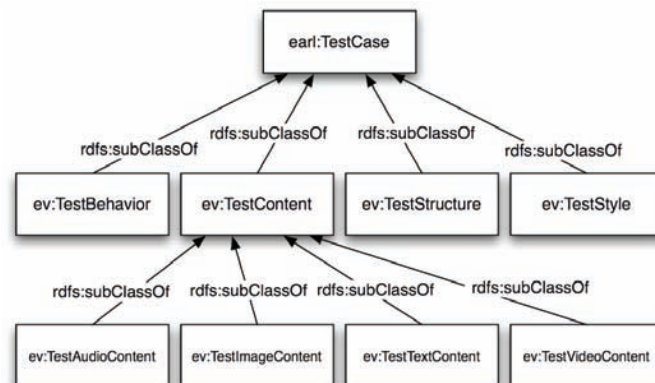 earl:TestCase
rdfs:subClassOf
rdfs:subClassOf
rdfs:subClassOf
rdfs:subClassOf
ev:TestBehavior
ev:TestContent
ev:TestStructure
ev:TestStyle
rdfs:subClassOf
rdfs:subClassOf
rdfs:subClassOf
rdfs:subClassOf
ev:TestAudioContent
ev:TestImageContent
ev:TestTextContent
ev:TestVideoContent